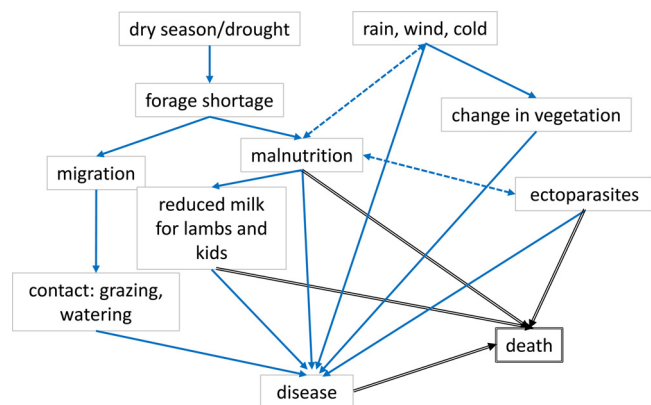 dry season/drought
rain, wind, cold
forage shortage
change in vegetation
malnutrition
migration
ectoparasites
reduced milk
for lambs and
kids
contact: grazing,
watering
death
disease